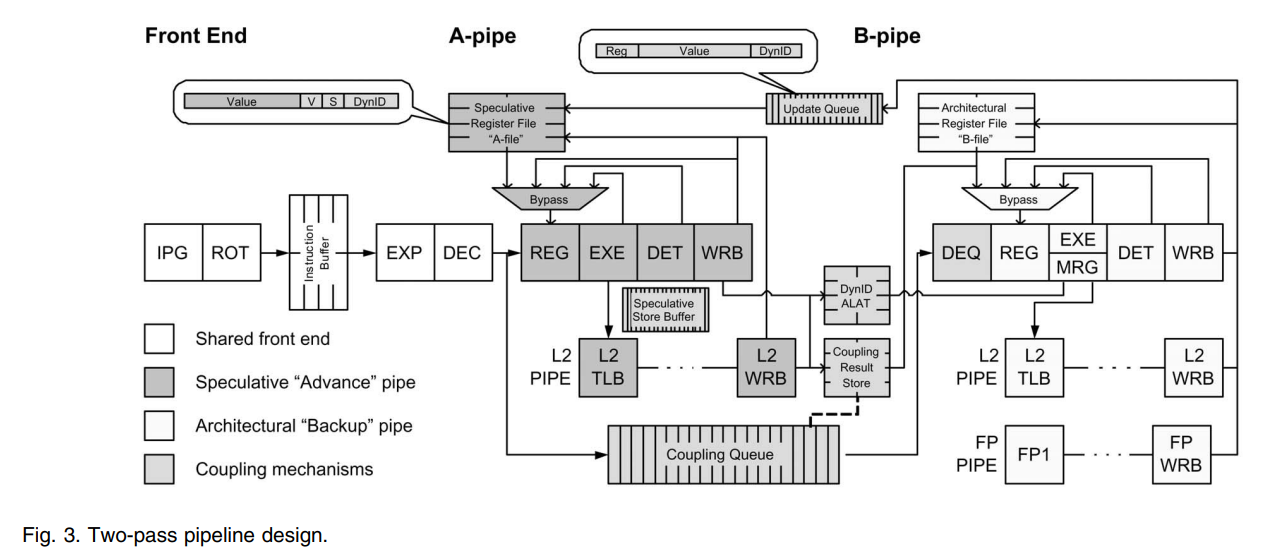 Front End
A-pipe
B-pipe
Reg Value DynID
Value V S DynID
Speculative
Register File
“A-file”
Update Queue
Architectural
Register File
“B-file”
Bypass
Bypass
IPG ROT
Instruction
Buffer
EXP DEC
REG EXE DET WRB
DEQ REG EXE DET WRB
MRG
Speculative
Store Buffer
DynID
ALAT
Shared front end
L2
PIPE
L2
TLB
. . . .
L2
WRB
Coupling
Result
Store
L2
PIPE
L2
TLB
. . . .
L2
WRB
Speculative “Advance” pipe
Architectural “Backup” pipe
Coupling mechanisms
Coupling Queue
FP
PIPE
FP1
. . . .
FP
WRB
Fig. 3. Two-pass pipeline design.